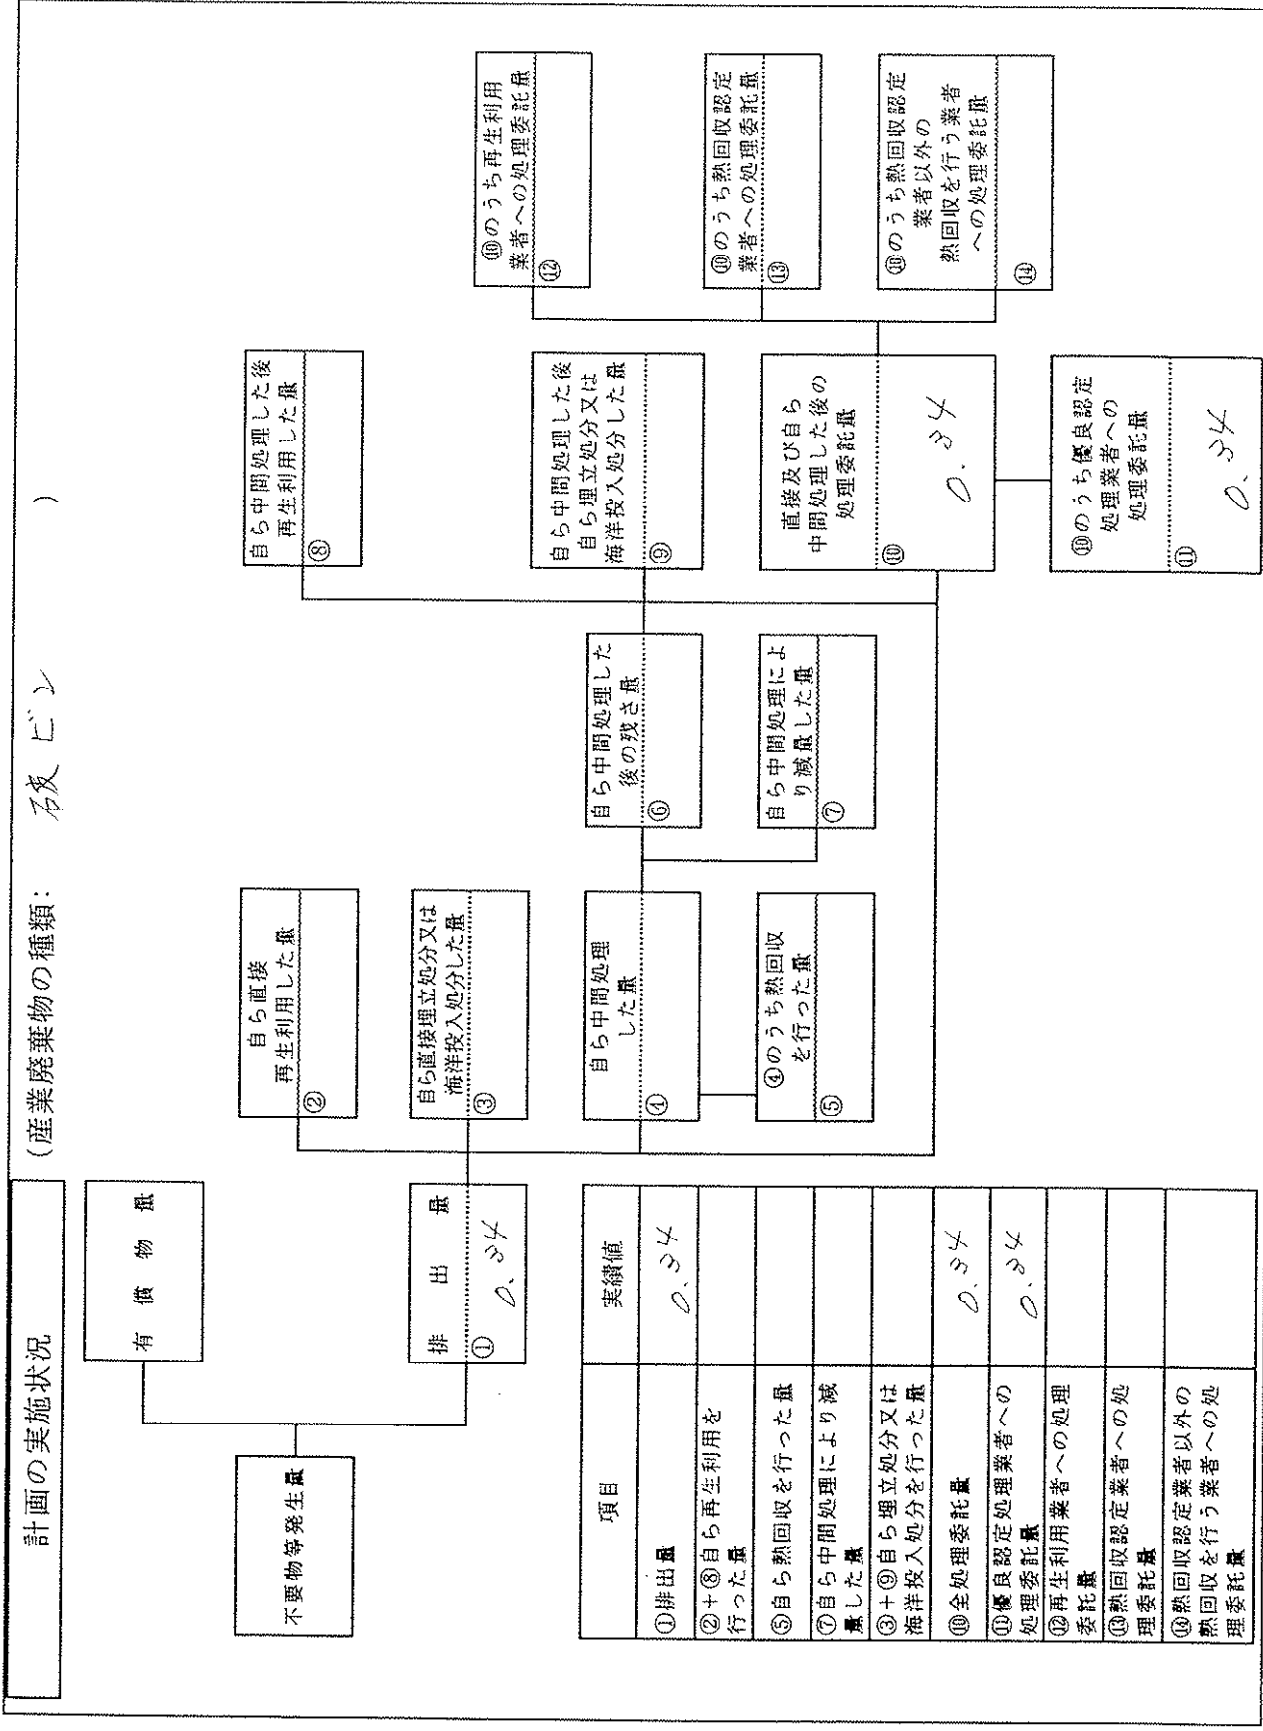 計画の実施状況
(産業廃棄物の種類: 破ビン )
不要物等発生量
有償物量
排出量
① 0.34
自ら直接
再生利用した量
②
自ら直接埋立処分又は
海洋投入処分した量
③
自ら中間処理
した量
④
④のうち熱回収
を行った量
⑤
自ら中間処理した
後の残さ量
⑥
自ら中間処理によ
り減量した量
⑦
自ら中間処理した後
再生利用した量
⑧
自ら中間処理した後
自ら埋立処分又は
海洋投入処分した量
⑨
直接及び自ら
中間処理した後の
処理委託量
⑩ 0.34
⑩のうち優良認定
処理業者への
処理委託量
⑪ 0.34
⑩のうち再生利用
業者への処理委託量
⑫
⑩のうち熱回収認定
業者への処理委託量
⑬
⑩のうち熱回収認定
業者以外の
熱回収を行う業者
への処理委託量
⑭
項目 実績値
①排出量 0.34
②+⑧自ら再生利用を
行った量
⑤自ら熱回収を行った量
⑦自ら中間処理により減
量した量
③+⑨自ら埋立処分又は
海洋投入処分を行った量
⑩全処理委託量 0.34
⑪優良認定処理業者への
処理委託量 0.34
⑫再生利用業者への処理
委託量
⑬熱回収認定業者への処
理委託量
⑭熱回収認定業者以外の
熱回収を行う業者への処
理委託量